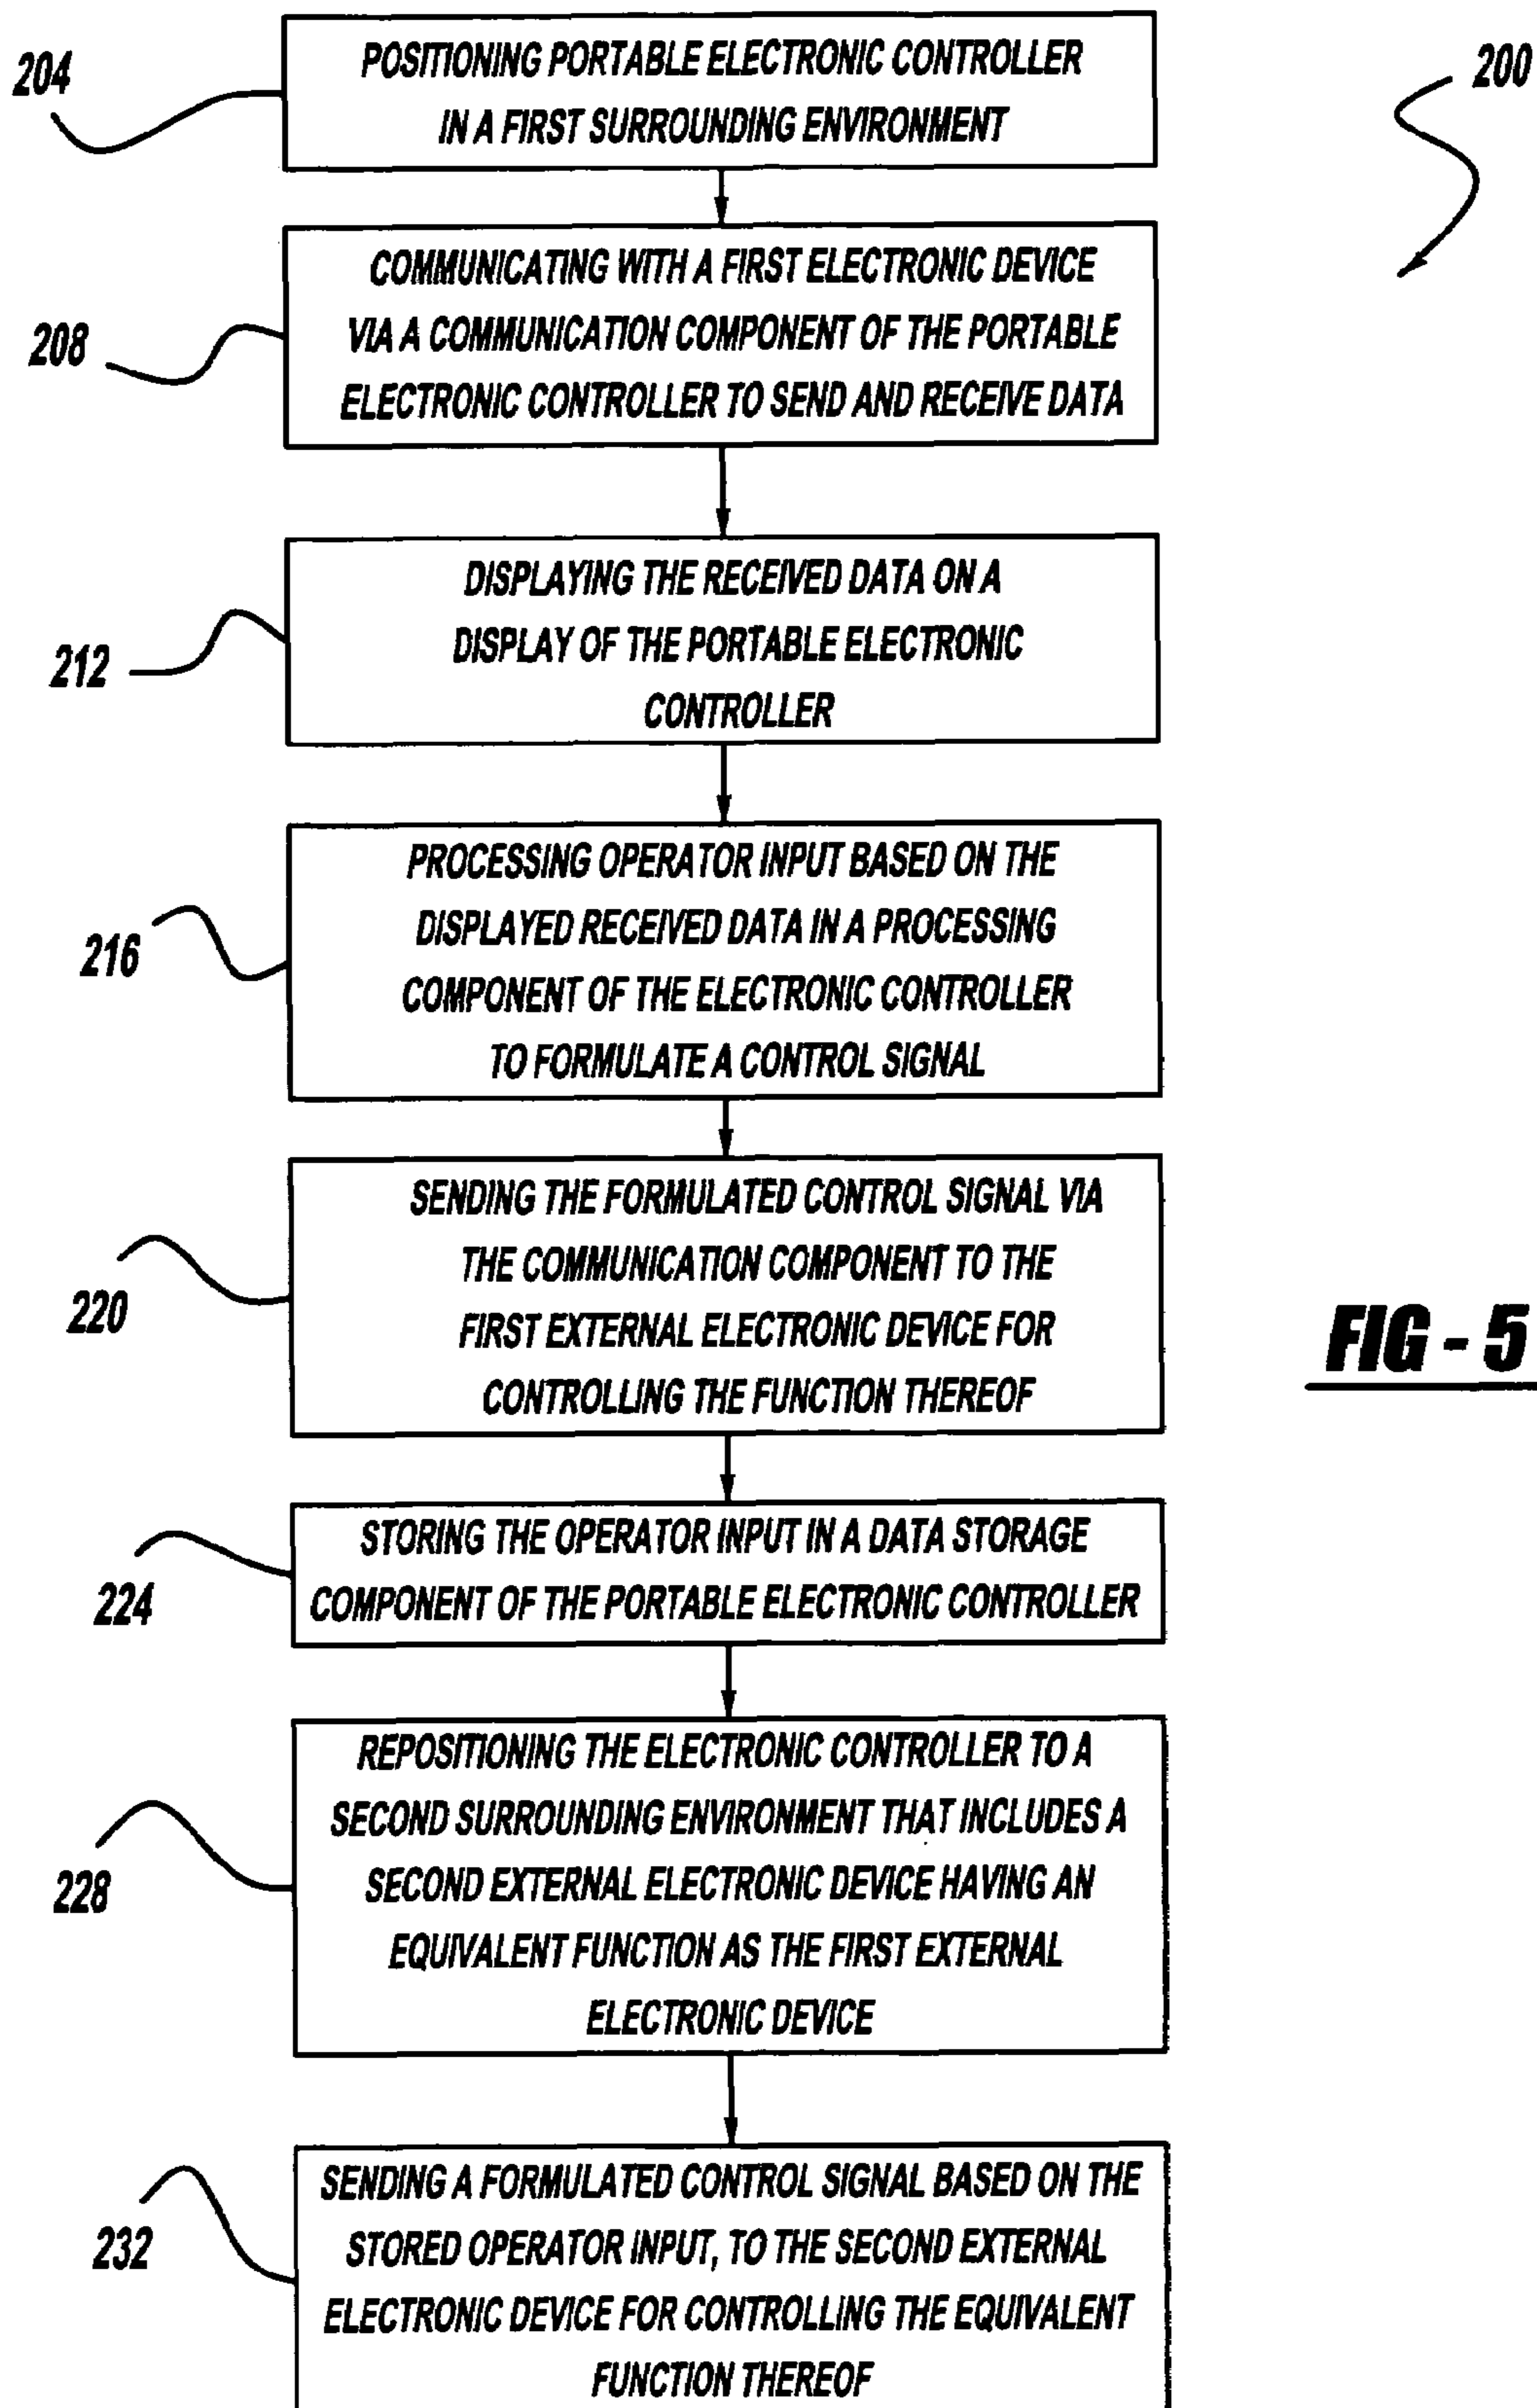 204
POSITIONING PORTABLE ELECTRONIC CONTROLLER
IN A FIRST SURROUNDING ENVIRONMENT
200
208
COMMUNICATING WITH A FIRST ELECTRONIC DEVICE
VIA A COMMUNICATION COMPONENT OF THE PORTABLE
ELECTRONIC CONTROLLER TO SEND AND RECEIVE DATA
212
DISPLAYING THE RECEIVED DATA ON A
DISPLAY OF THE PORTABLE ELECTRONIC
CONTROLLER
216
PROCESSING OPERATOR INPUT BASED ON THE
DISPLAYED RECEIVED DATA IN A PROCESSING
COMPONENT OF THE ELECTRONIC CONTROLLER
TO FORMULATE A CONTROL SIGNAL
220
SENDING THE FORMULATED CONTROL SIGNAL VIA
THE COMMUNICATION COMPONENT TO THE
FIRST EXTERNAL ELECTRONIC DEVICE FOR
CONTROLLING THE FUNCTION THEREOF
FIG - 5
224
STORING THE OPERATOR INPUT IN A DATA STORAGE
COMPONENT OF THE PORTABLE ELECTRONIC CONTROLLER
228
REPOSITIONING THE ELECTRONIC CONTROLLER TO A
SECOND SURROUNDING ENVIRONMENT THAT INCLUDES A
SECOND EXTERNAL ELECTRONIC DEVICE HAVING AN
EQUIVALENT FUNCTION AS THE FIRST EXTERNAL
ELECTRONIC DEVICE
232
SENDING A FORMULATED CONTROL SIGNAL BASED ON THE
STORED OPERATOR INPUT, TO THE SECOND EXTERNAL
ELECTRONIC DEVICE FOR CONTROLLING THE EQUIVALENT
FUNCTION THEREOF